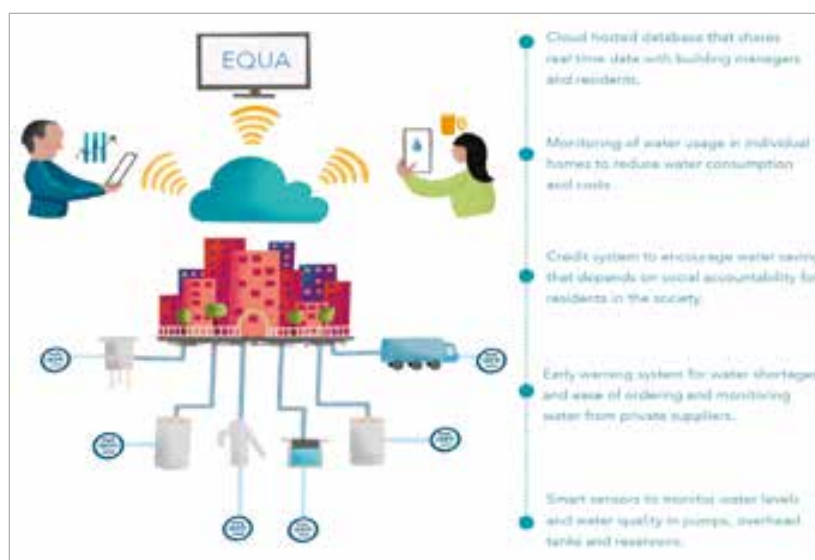 EQUA
Cloud hosted database that shares
real time data with building managers
and residents.
Monitoring of water usage in individual
homes to reduce water consumption
and costs
Credit system to encourage water saving
that depends on social accountability for
residents in the society.
Early warning system for water shortages
and ease of ordering and monitoring
water from private suppliers.
Smart sensors to monitor water levels
and water quality in pumps, overhead
tanks and reservoirs.